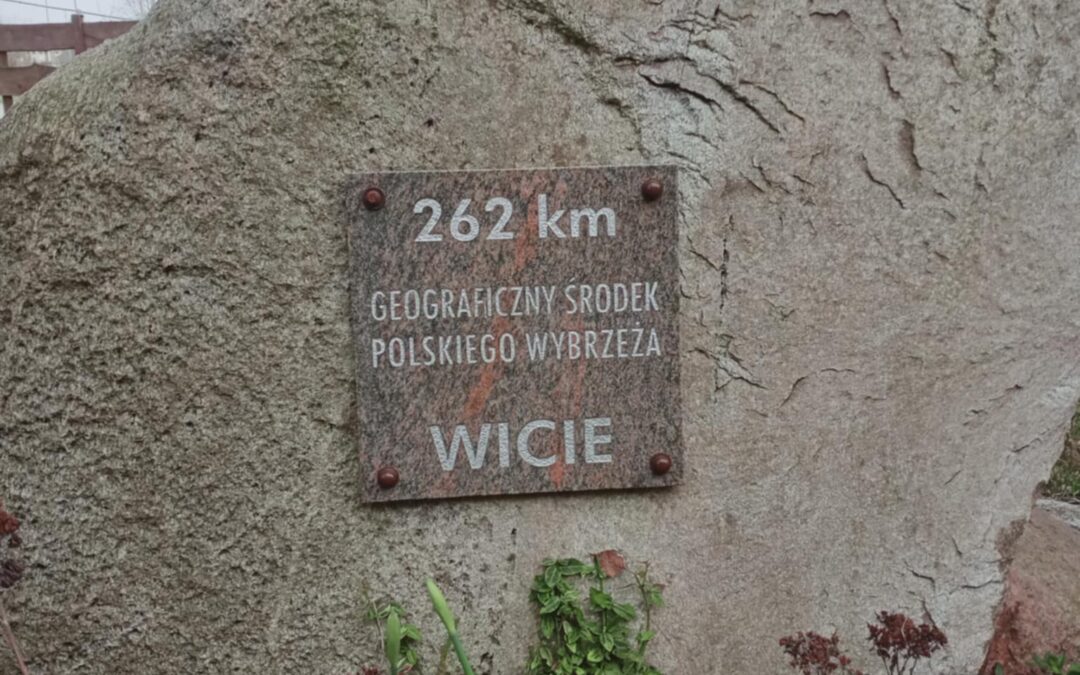 262 km
GEOGRAFICZNY ŚRODEK
POLSKIEGO WYBRZEŻA
WICIE